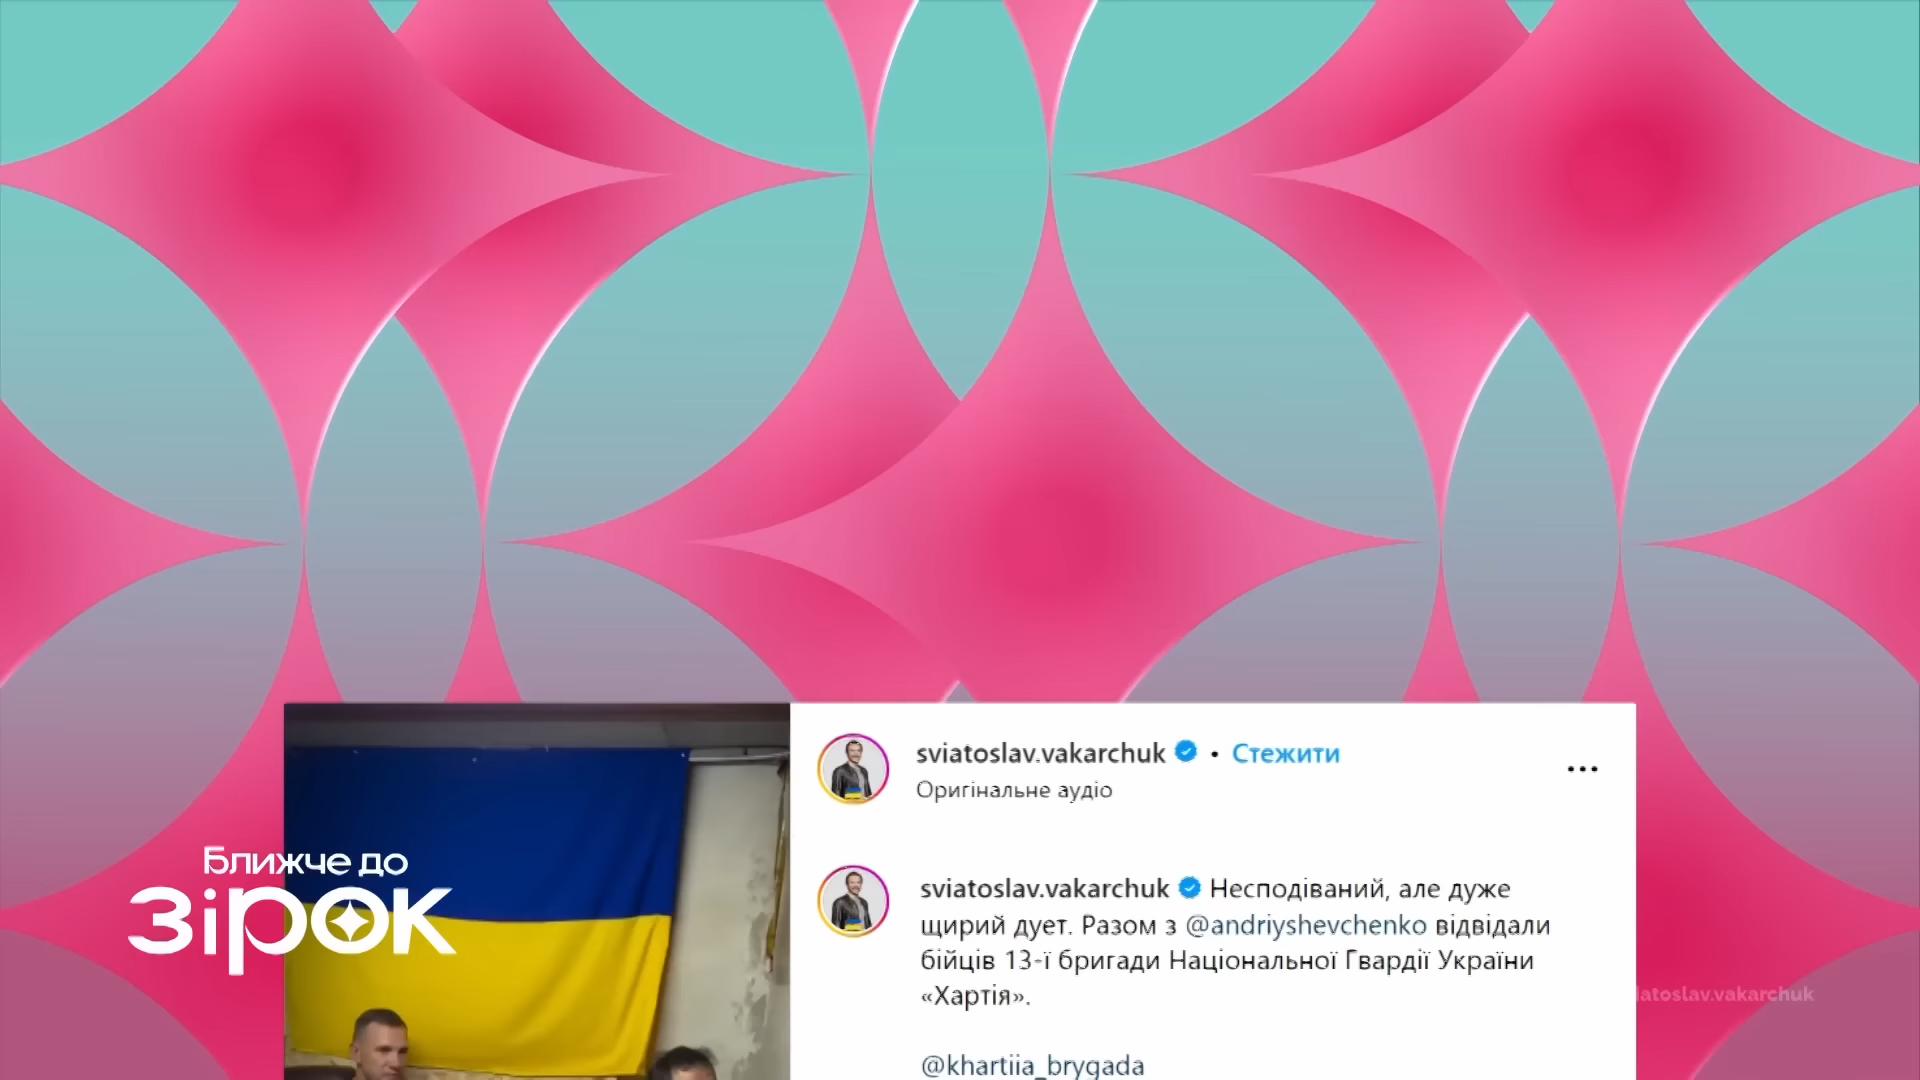 sviatoslav.vakarchuk • Стежити
Оригінальне аудіо
sviatoslav.vakarchuk Несподіваний, але дуже
щирий дует. Разом з @andriyshevchenko відвідали
бійців 13-ї бригади Національної Гвардії України
«Хартія».
@khartiia_brygada
Ближче до
зірок
iatoslav.vakarchuk